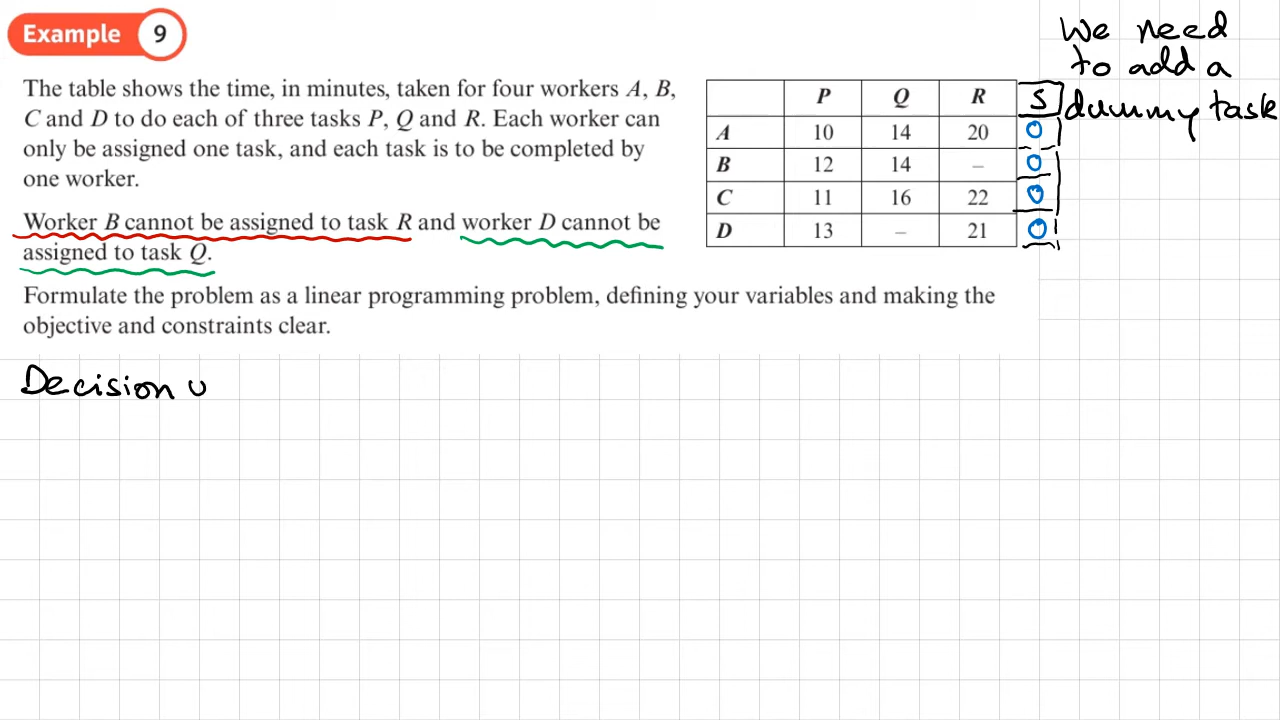 Example 9
The table shows the time, in minutes, taken for four workers A, B,
C and D to do each of three tasks P, Q and R. Each worker can
only be assigned one task, and each task is to be completed by
one worker.
Worker B cannot be assigned to task R and worker D cannot be
assigned to task Q.
Formulate the problem as a linear programming problem, defining your variables and making the
objective and constraints clear.
P Q R S
A 10 14 20 0
B 12 14 – 0
C 11 16 22 0
D 13 – 21 0
We need
to add a
dummy task
Decision v